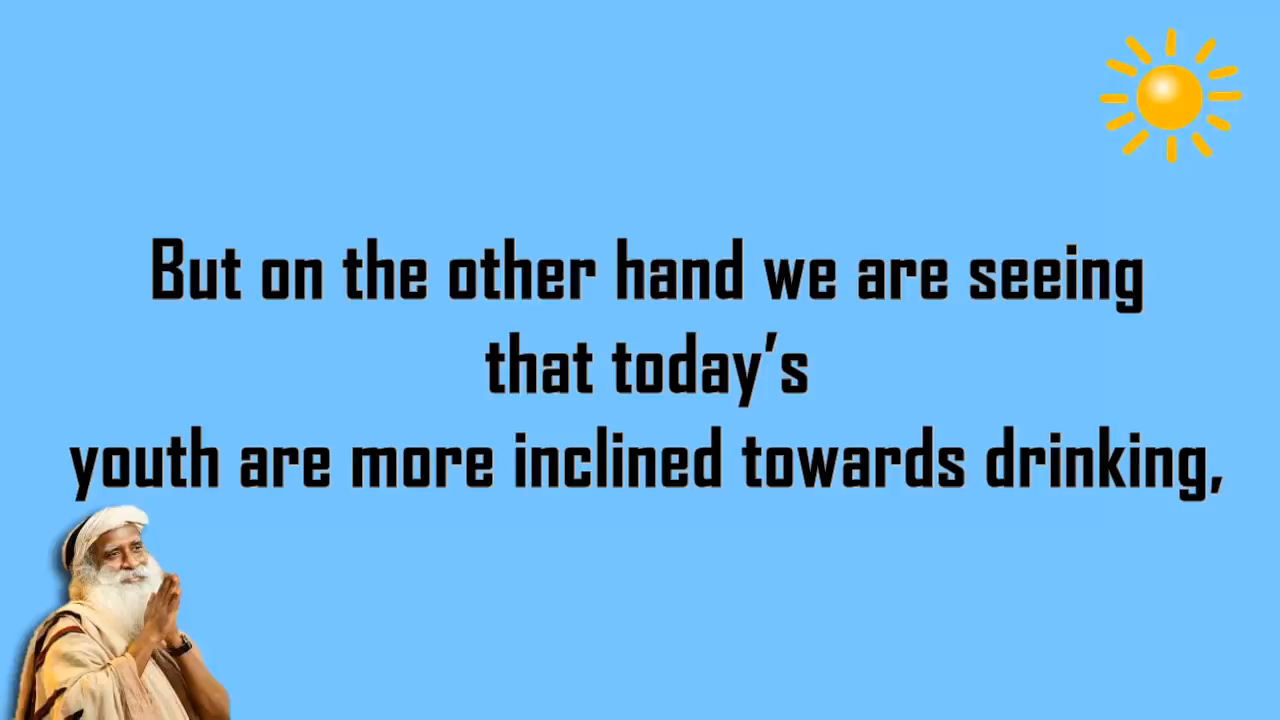 But on the other hand we are seeing
that today’s
youth are more inclined towards drinking,